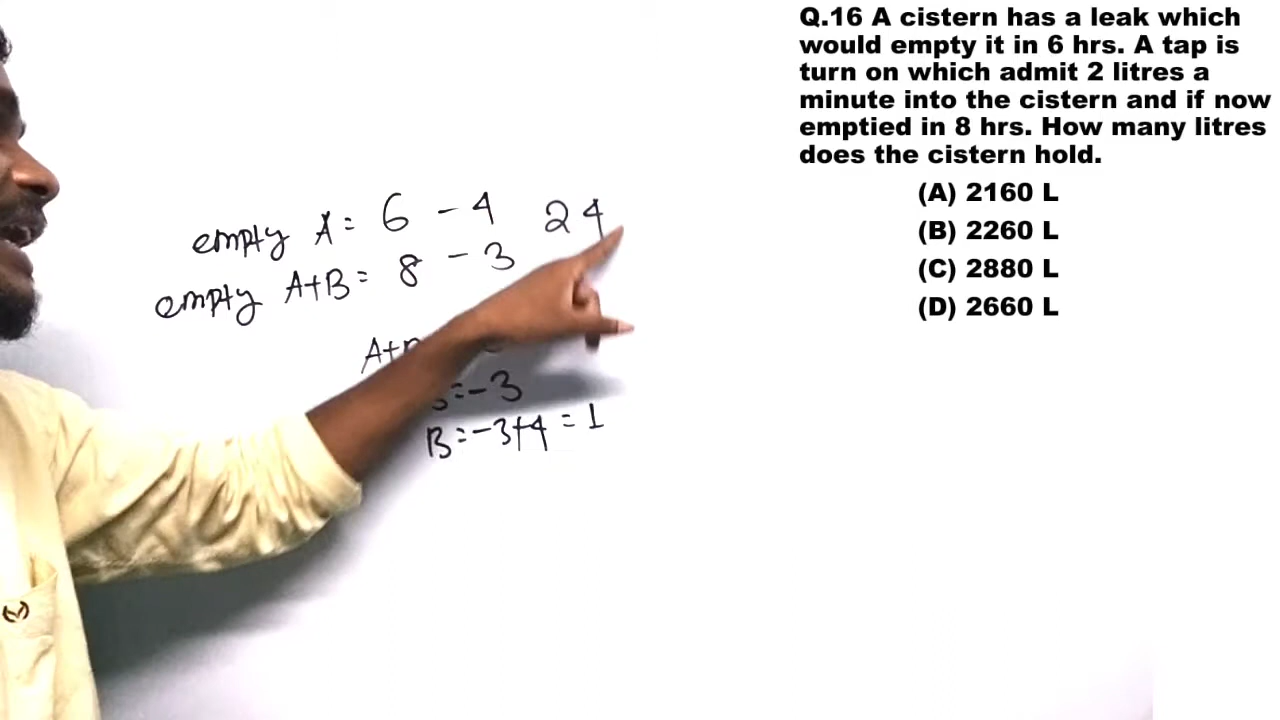 Q.16 A cistern has a leak which
would empty it in 6 hrs. A tap is
turn on which admit 2 litres a
minute into the cistern and if now
emptied in 8 hrs. How many litres
does the cistern hold.
(A) 2160 L
(B) 2260 L
(C) 2880 L
(D) 2660 L
empty A = 6 - 4 24
empty A+B = 8 - 3
= - 3
B = -3+4 = 1